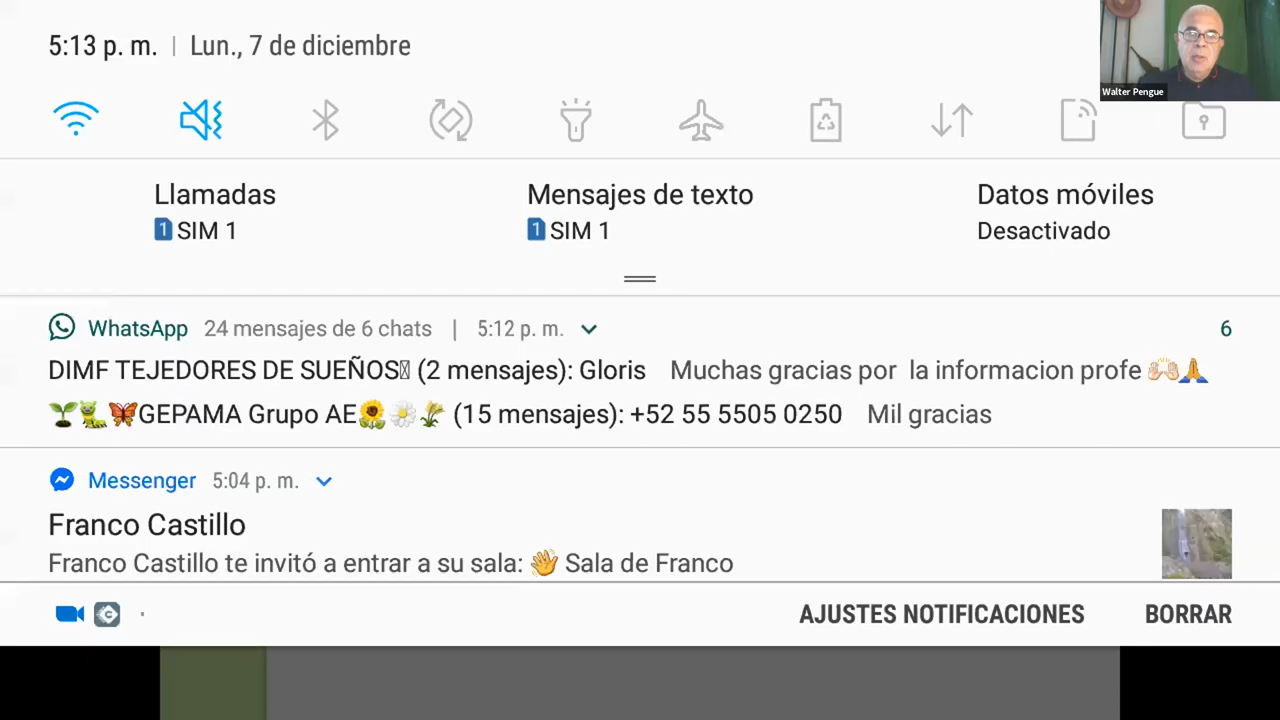 5:13 p. m. | Lun., 7 de diciembre
Walter Pengue
Llamadas
1 SIM 1
Mensajes de texto
1 SIM 1
Datos móviles
Desactivado
WhatsApp 24 mensajes de 6 chats | 5:12 p. m. 6
DIMF TEJEDORES DE SUEÑOS (2 mensajes): Gloris Muchas gracias por la informacion profe 🙌🏻🙏
🌱🐛🦋GEPAMA Grupo AE🌻🌼🌾 (15 mensajes): +52 55 5505 0250 Mil gracias
Messenger 5:04 p. m.
Franco Castillo
Franco Castillo te invitó a entrar a su sala: 👋 Sala de Franco
AJUSTES NOTIFICACIONES BORRAR